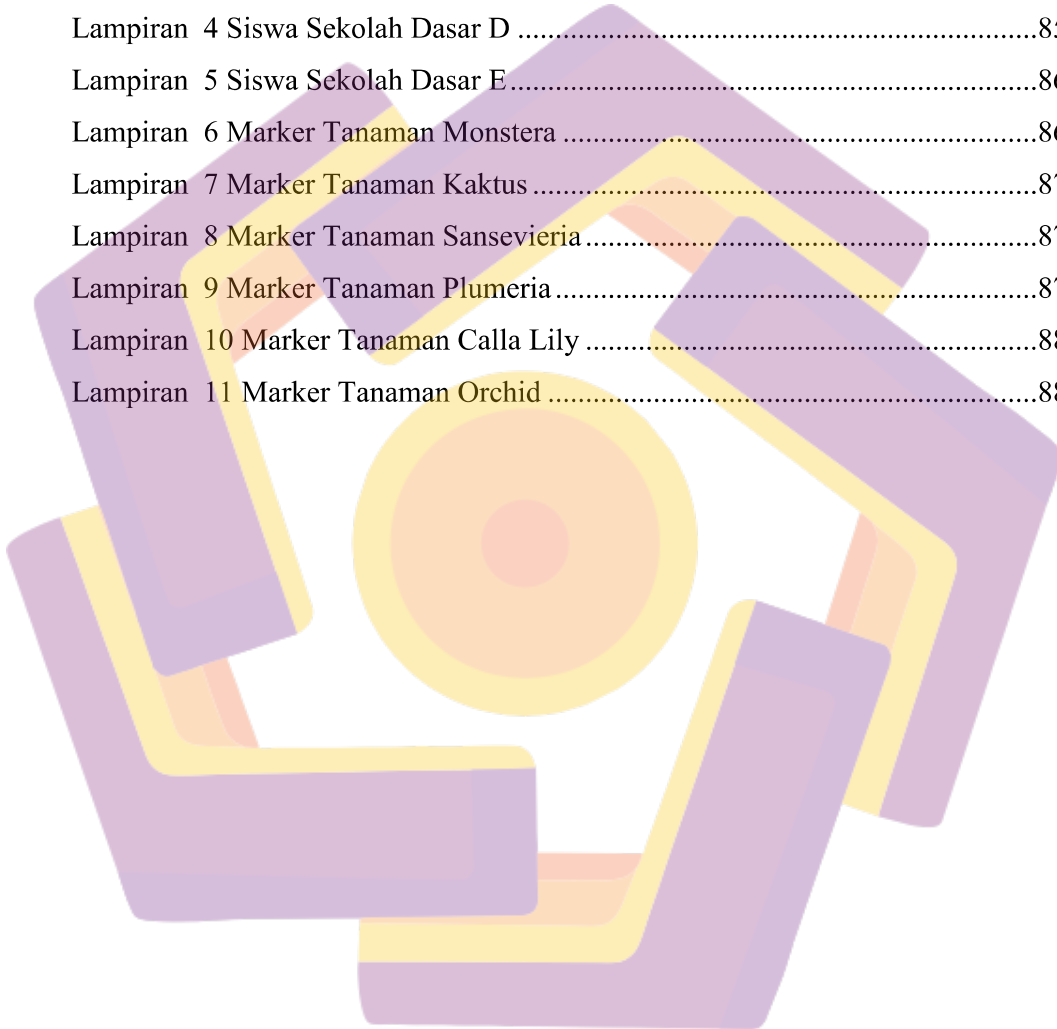 Lampiran 4 Siswa Sekolah Dasar D ..................................................................8
Lampiran 5 Siswa Sekolah Dasar E ...................................................................8
Lampiran 6 Marker Tanaman Monstera ............................................................8
Lampiran 7 Marker Tanaman Kaktus ................................................................8
Lampiran 8 Marker Tanaman Sansevieria .........................................................8
Lampiran 9 Marker Tanaman Plumeria .............................................................8
Lampiran 10 Marker Tanaman Calla Lily .........................................................88
Lampiran 11 Marker Tanaman Orchid ..............................................................88